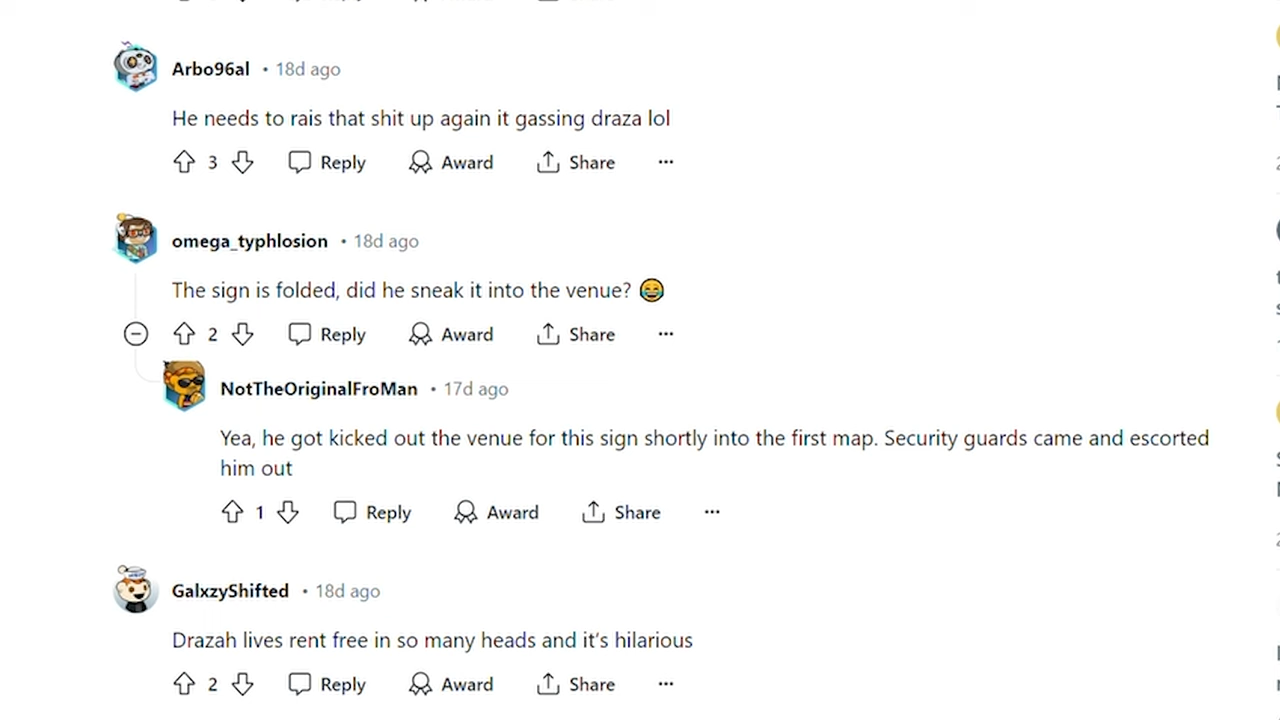 Arbo96al • 18d ago
He needs to rais that shit up again it gassing draza lol
3 Reply Award Share ...
omega_typhlosion • 18d ago
The sign is folded, did he sneak it into the venue? 😂
2 Reply Award Share ...
NotTheOriginalFroMan • 17d ago
Yea, he got kicked out the venue for this sign shortly into the first map. Security guards came and escorted
him out
1 Reply Award Share ...
GalxzyShifted • 18d ago
Drazah lives rent free in so many heads and it's hilarious
2 Reply Award Share ...